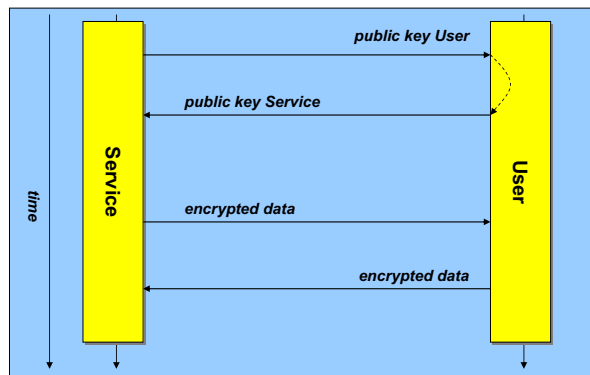 public key User
public key Service
Service
User
time
encrypted data
encrypted data